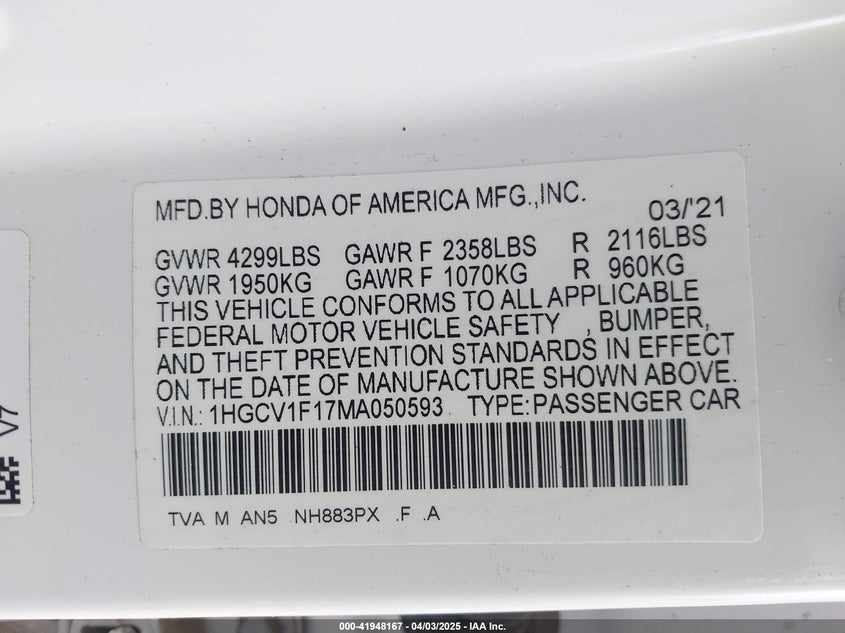 MFD.BY HONDA OF AMERICA MFG.,INC. 03/'21
GVWR 4299LBS GAWR F 2358LBS R 2116LBS
GVWR 1950KG GAWR F 1070KG R 960KG
THIS VEHICLE CONFORMS TO ALL APPLICABLE
FEDERAL MOTOR VEHICLE SAFETY , BUMPER,
AND THEFT PREVENTION STANDARDS IN EFFECT
ON THE DATE OF MANUFACTURE SHOWN ABOVE.
V.I.N.: 1HGCV1F17MA050593 TYPE:PASSENGER CAR
TVA M AN5 NH883PX .F .A
V7
000-41948167 - 04/03/2025 - IAA Inc.